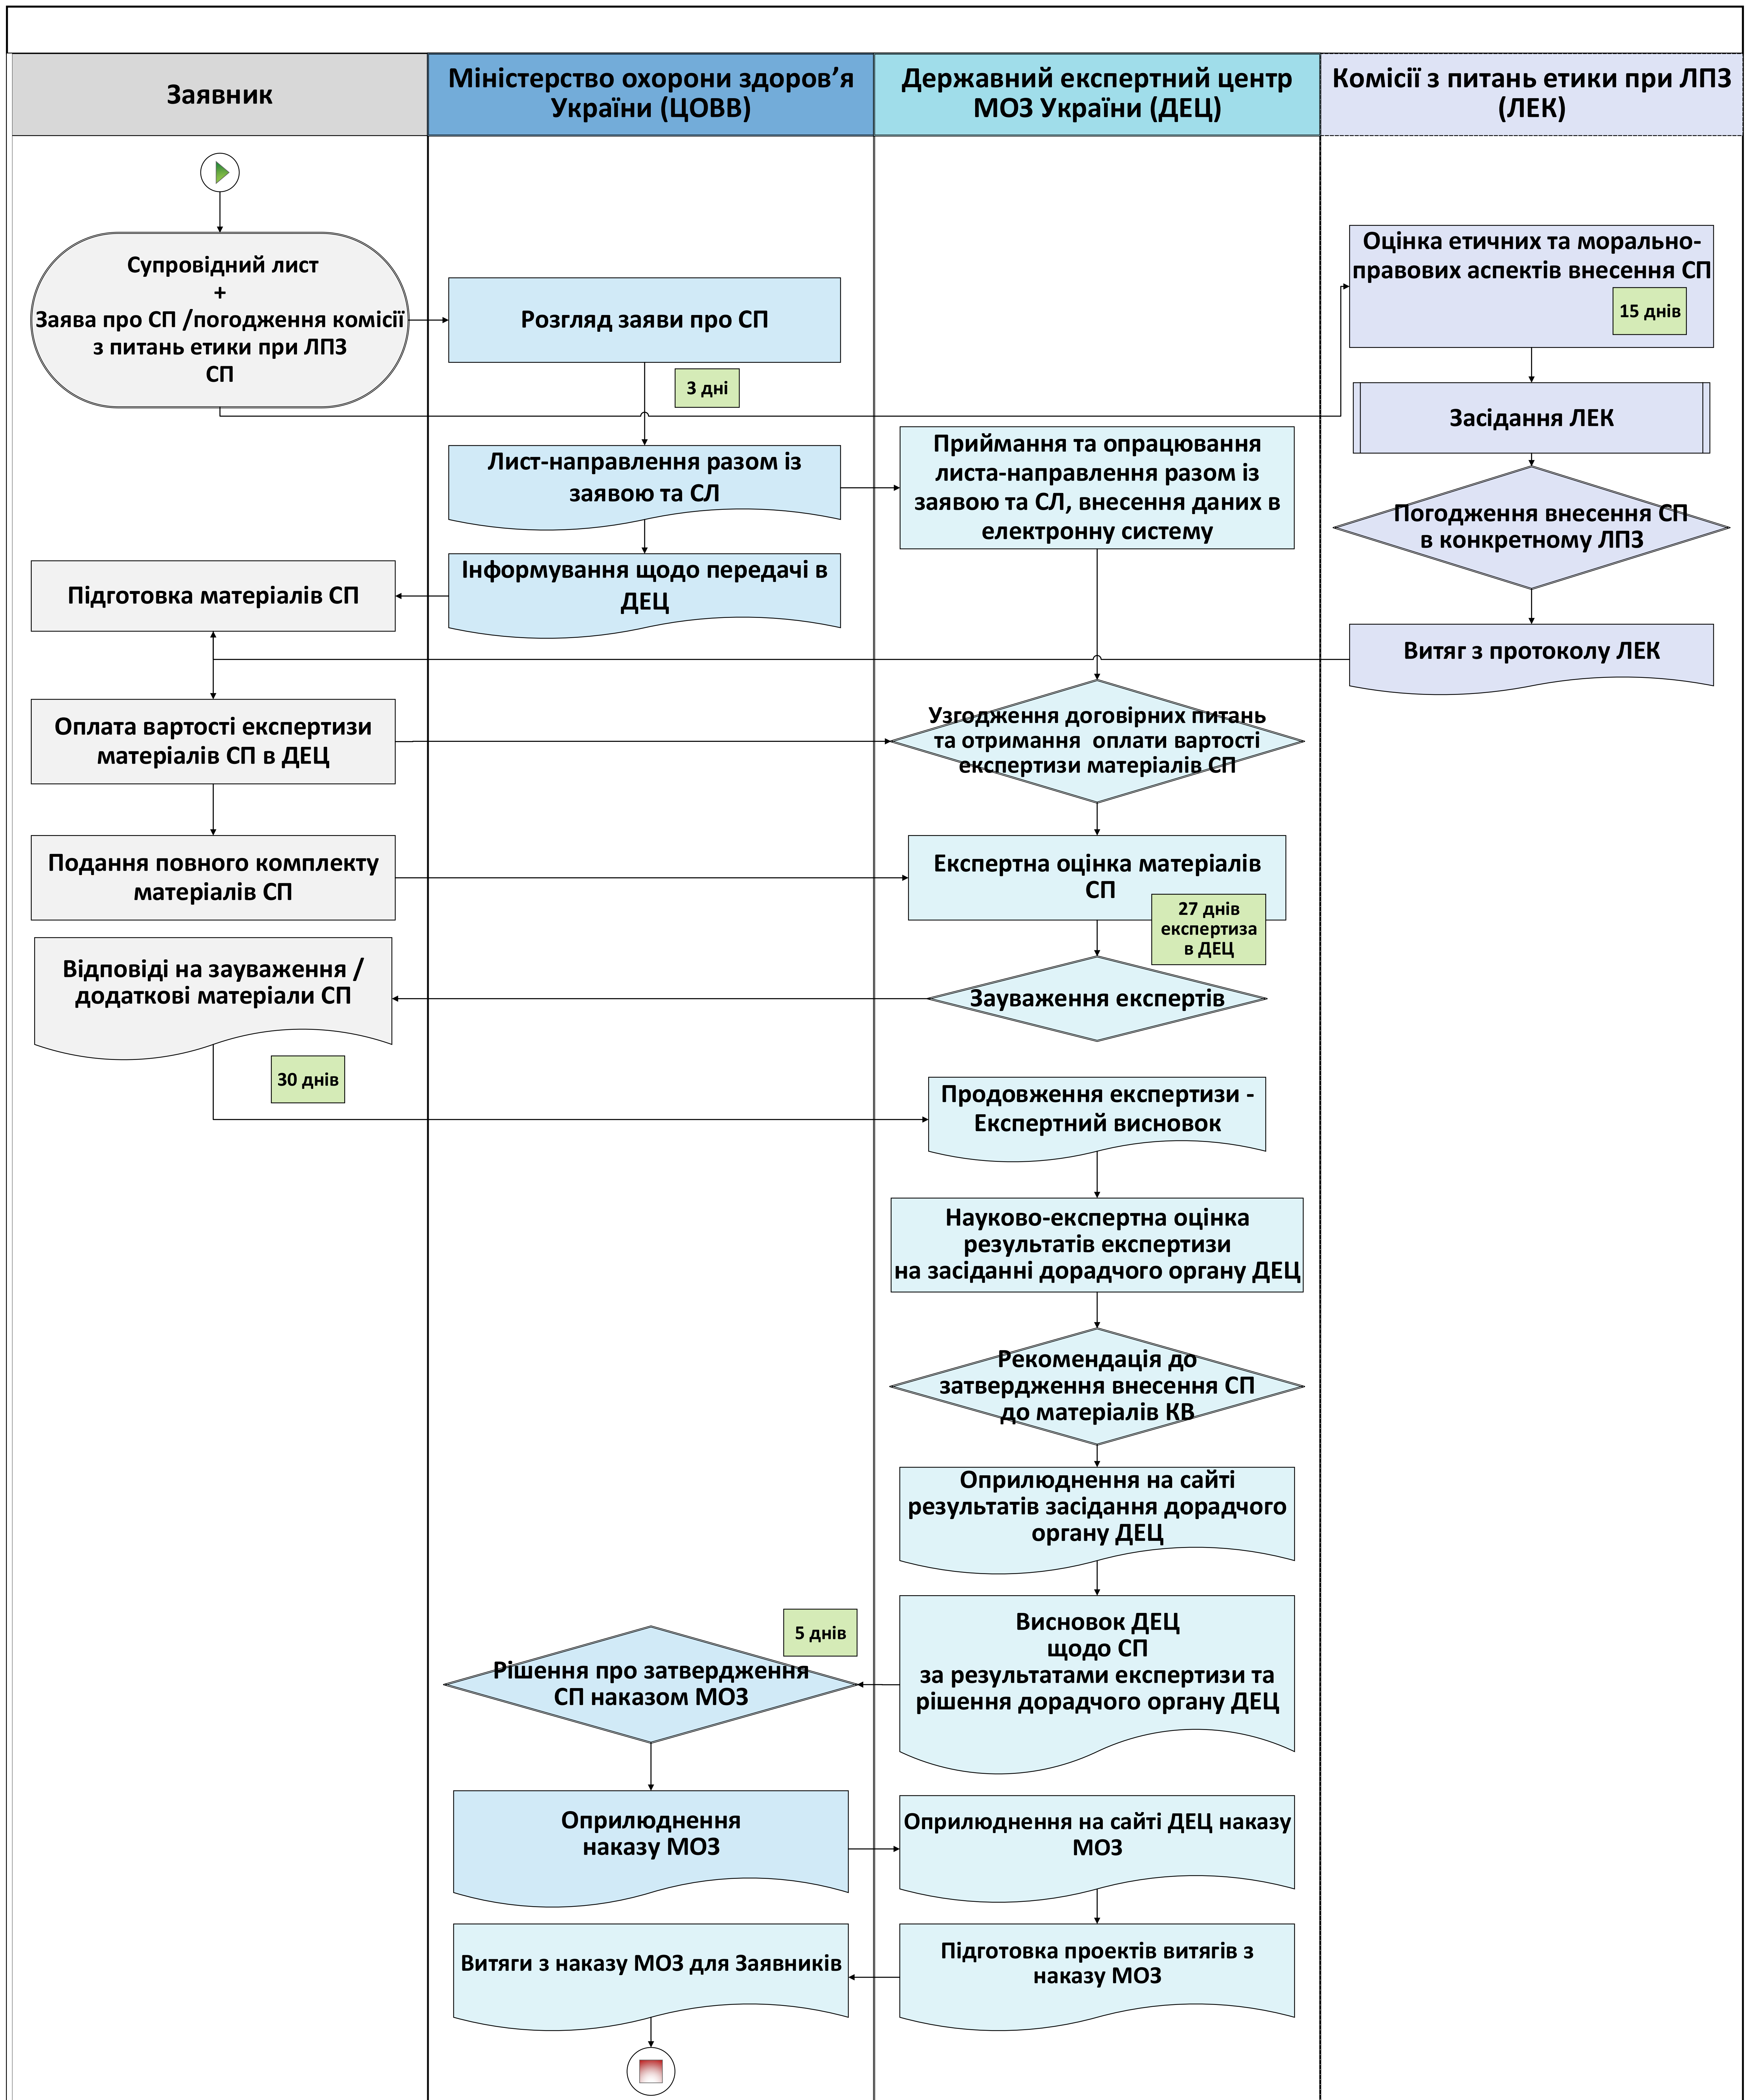 Заявник
Міністерство охорони здоров’я
України (ЦОВВ)
Державний експертний центр
МОЗ України (ДЕЦ)
Комісії з питань етики при ЛПЗ
(ЛЕК)
Супровідний лист
+
Заява про СП /погодження комісії
з питань етики при ЛПЗ
СП
Розгляд заяви про СП
3 дні
Оцінка етичних та морально-
правових аспектів внесення СП
15 днів
Засідання ЛЕК
Лист-направлення разом із
заявою та СЛ
Приймання та опрацювання
листа-направлення разом із
заявою та СЛ, внесення даних в
електронну систему
Погодження внесення СП
в конкретному ЛПЗ
Підготовка матеріалів СП
Інформування щодо передачі в
ДЕЦ
Витяг з протоколу ЛЕК
Оплата вартості експертизи
матеріалів СП в ДЕЦ
Узгодження договірних питань
та отримання  оплати вартості
експертизи матеріалів СП
Подання повного комплекту
матеріалів СП
Експертна оцінка матеріалів
СП
27 днів
експертиза
в ДЕЦ
Відповіді на зауваження /
додаткові матеріали СП
Зауваження експертів
30 днів
Продовження експертизи -
Експертний висновок
Науково-експертна оцінка
результатів експертизи
на засіданні дорадчого органу ДЕЦ
Рекомендація до
затвердження внесення СП
до матеріалів КВ
Оприлюднення на сайті
результатів засідання дорадчого
органу ДЕЦ
5 днів
Рішення про затвердження
СП наказом МОЗ
Висновок ДЕЦ
щодо СП
за результатами експертизи та
рішення дорадчого органу ДЕЦ
Оприлюднення
наказу МОЗ
Оприлюднення на сайті ДЕЦ наказу
МОЗ
Витяги з наказу МОЗ для Заявників
Підготовка проектів витягів з
наказу МОЗ